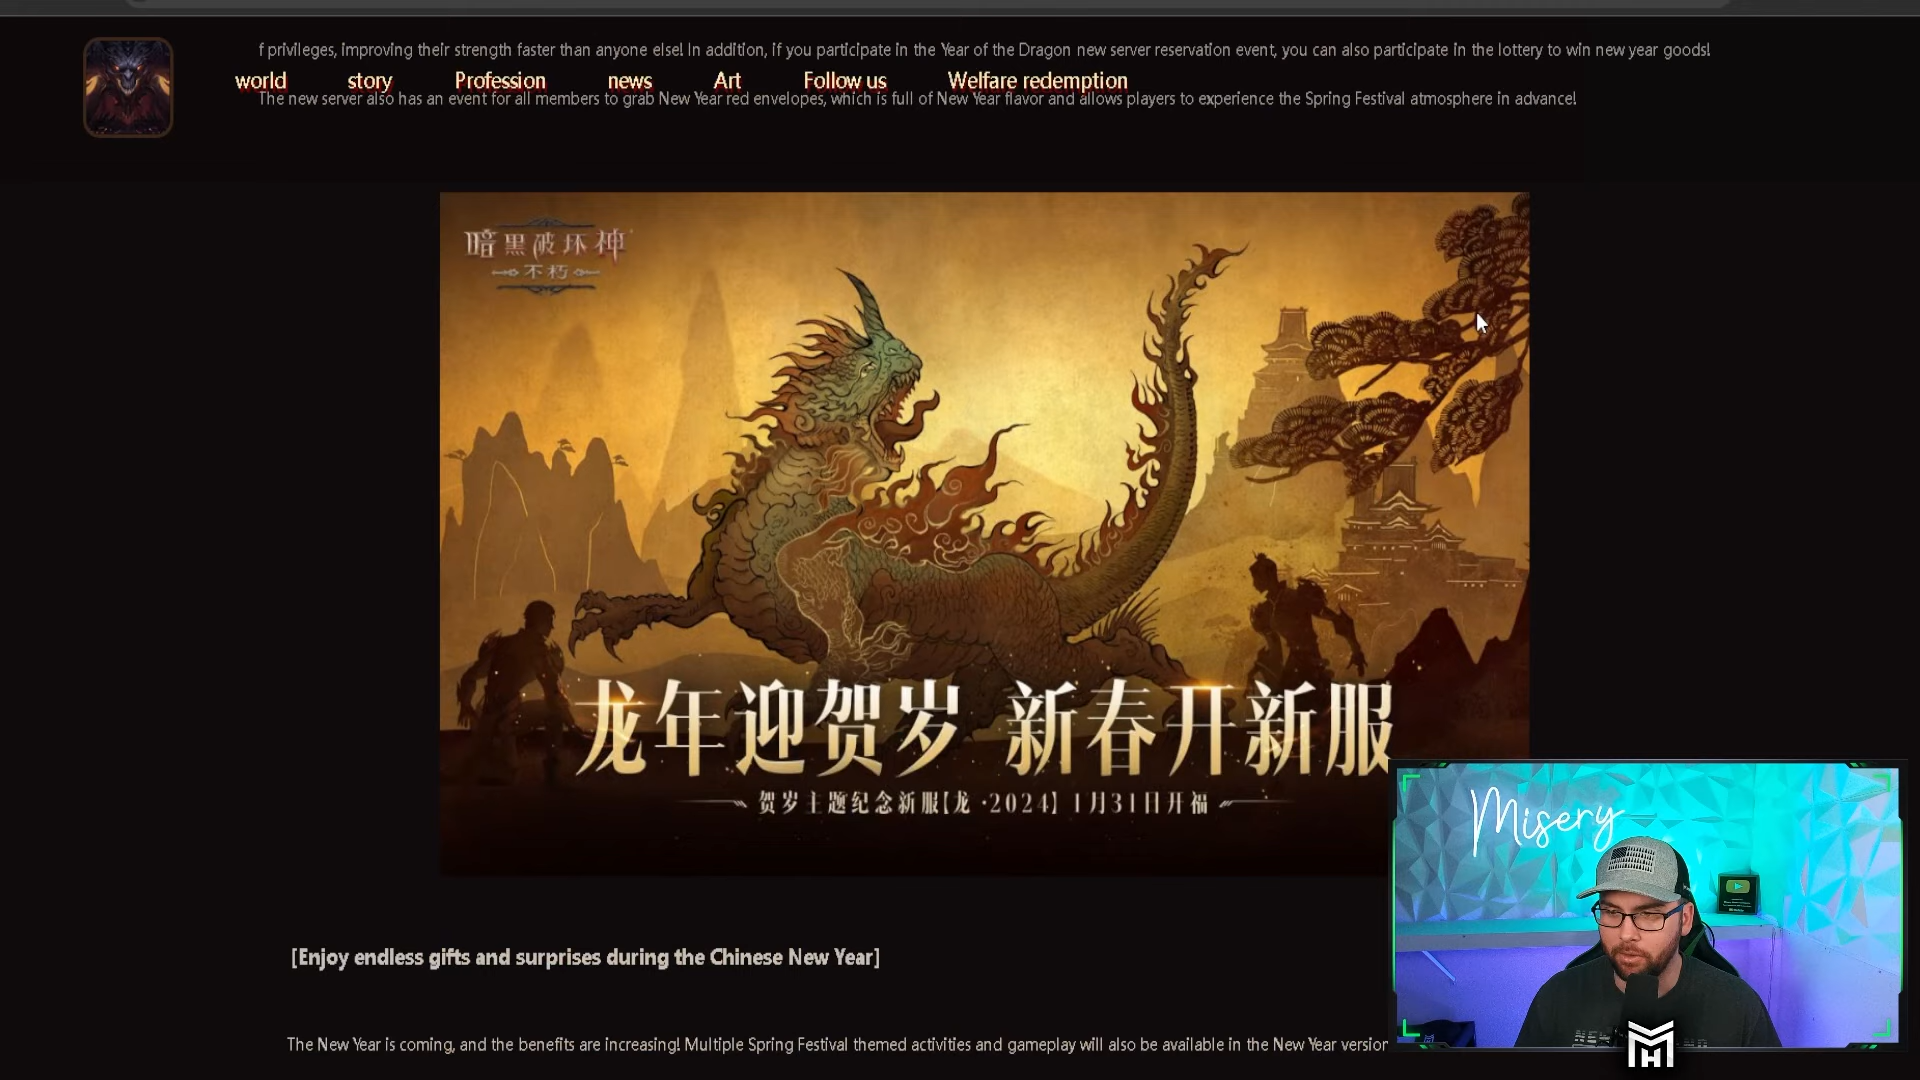 f privileges, improving their strength faster than anyone else! In addition, if you participate in the Year of the Dragon new server reservation event, you can also participate in the lottery to win new year goods!
world story Profession news Art Follow us Welfare redemption
The new server also has an event for all members to grab New Year red envelopes, which is full of New Year flavor and allows players to experience the Spring Festival atmosphere in advance!
暗黑破坏神
不朽
龙年迎贺岁 新春开新服
贺岁主题纪念新服【龙·2024】1月31日开福
Misery
[Enjoy endless gifts and surprises during the Chinese New Year]
The New Year is coming, and the benefits are increasing! Multiple Spring Festival themed activities and gameplay will also be available in the New Year version